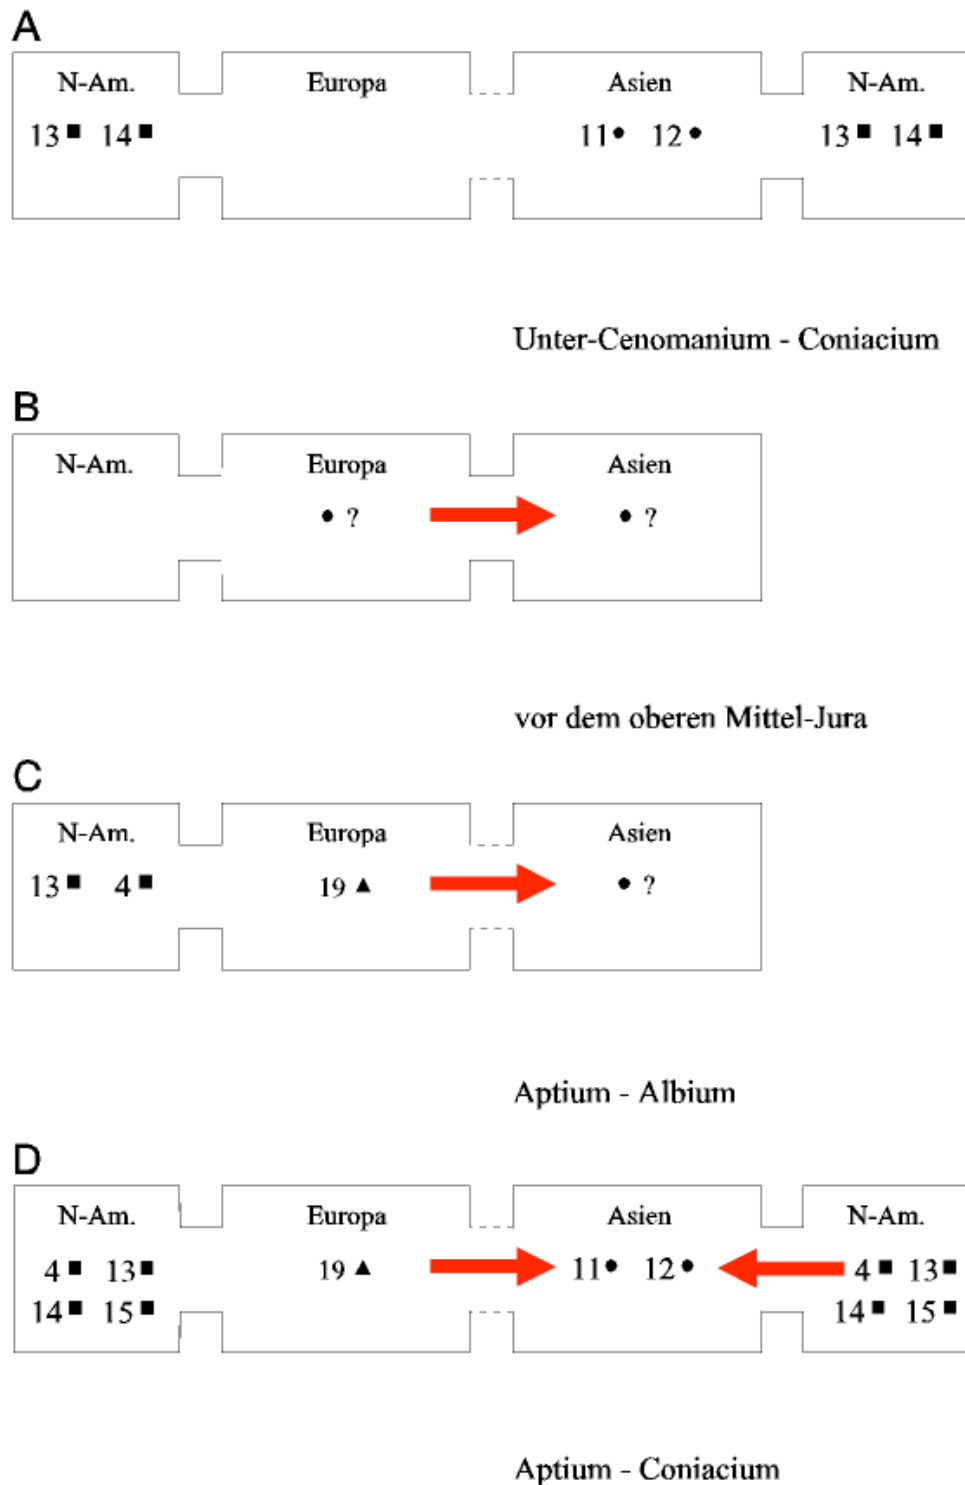 A
N-Am. Europa Asien N-Am.
13■ 14■ 11● 12● 13■ 14■
Unter-Cenomanium - Coniacium
B
N-Am. Europa Asien
● ? ● ?
vor dem oberen Mittel-Jura
C
N-Am. Europa Asien
13■ 4■ 19▲ ● ?
Aptium - Albium
D
N-Am. Europa Asien N-Am.
4■ 13■ 19▲ 11● 12● 4■ 13■
14■ 15■ 14■ 15■
Aptium - Coniacium